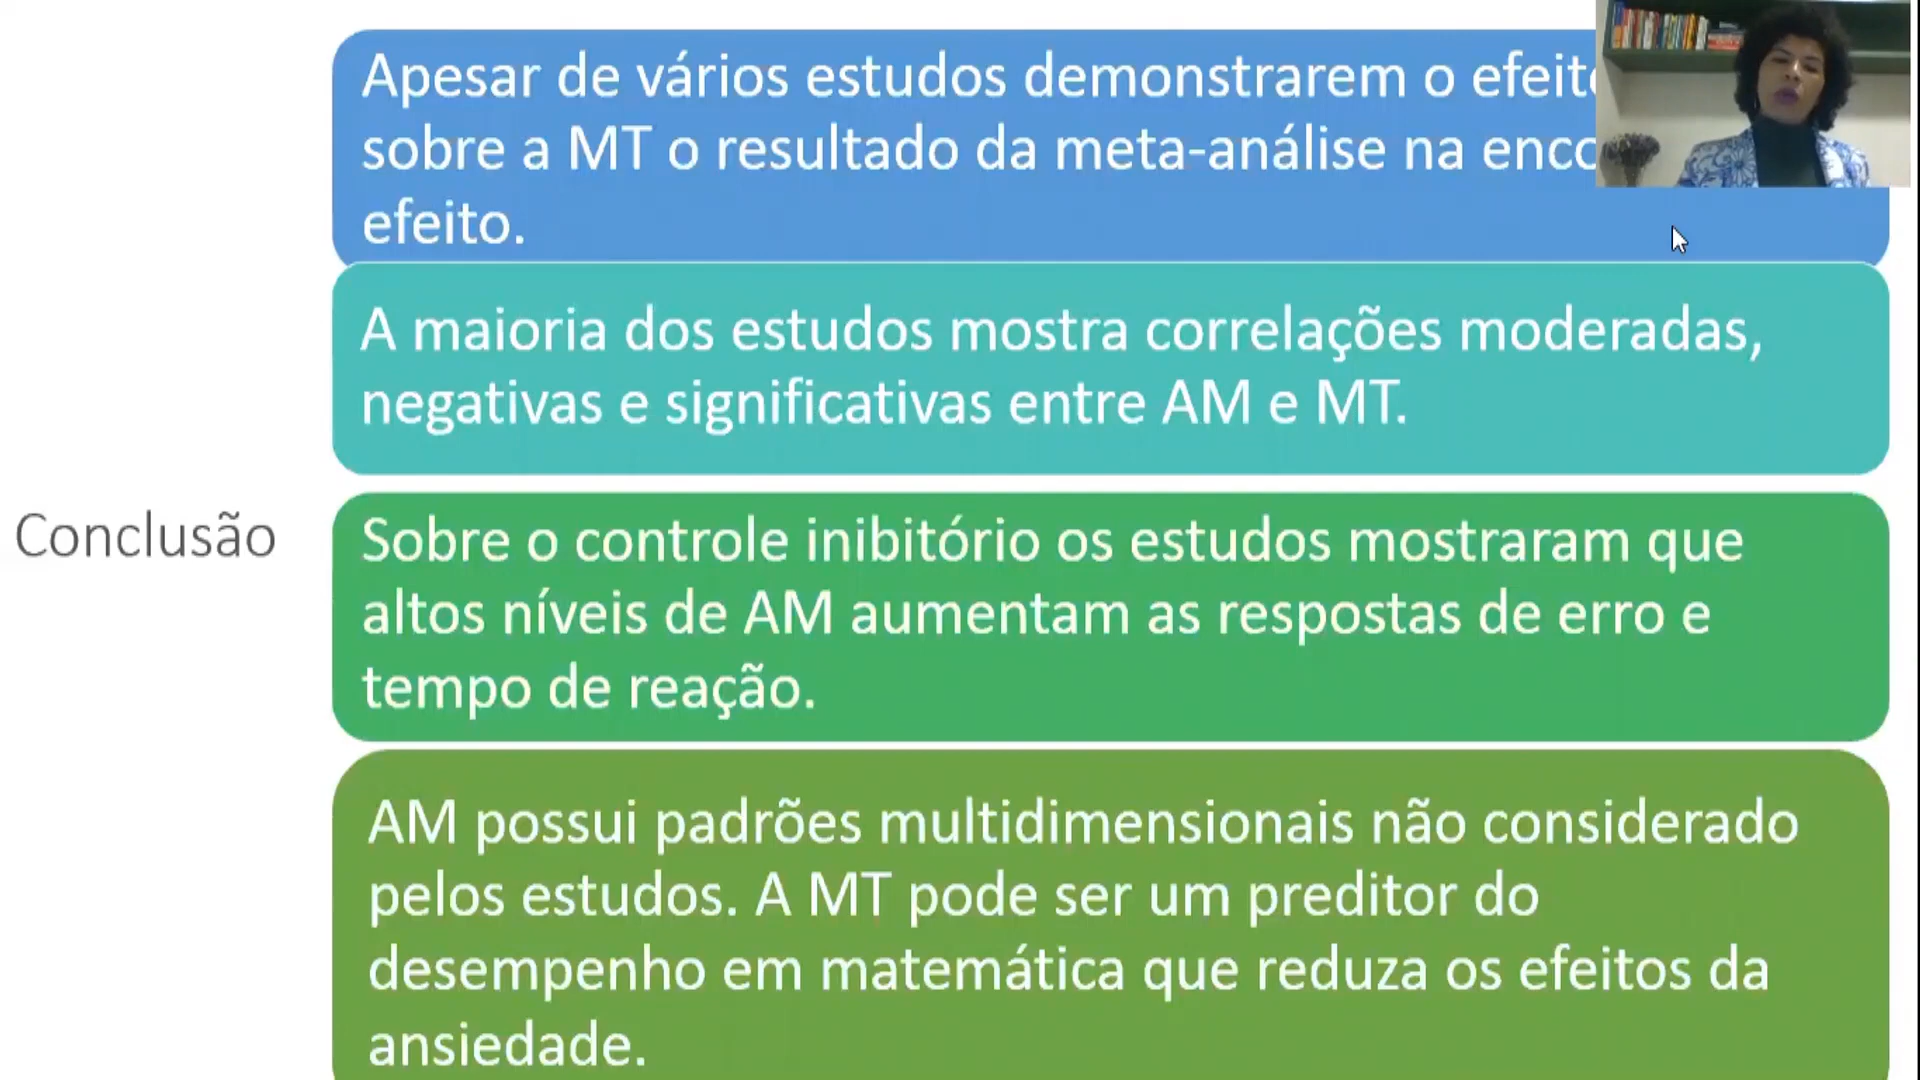 Apesar de vários estudos demonstrarem o
sobre a MT o resultado da meta-análise na
efeito.
A maioria dos estudos mostra correlações moderadas,
negativas e significativas entre AM e MT.
Conclusão
Sobre o controle inibitório os estudos mostraram que
altos níveis de AM aumentam as respostas de erro e
tempo de reação.
AM possui padrões multidimensionais não considerado
pelos estudos. A MT pode ser um preditor do
desempenho em matemática que reduza os efeitos da
ansiedade.